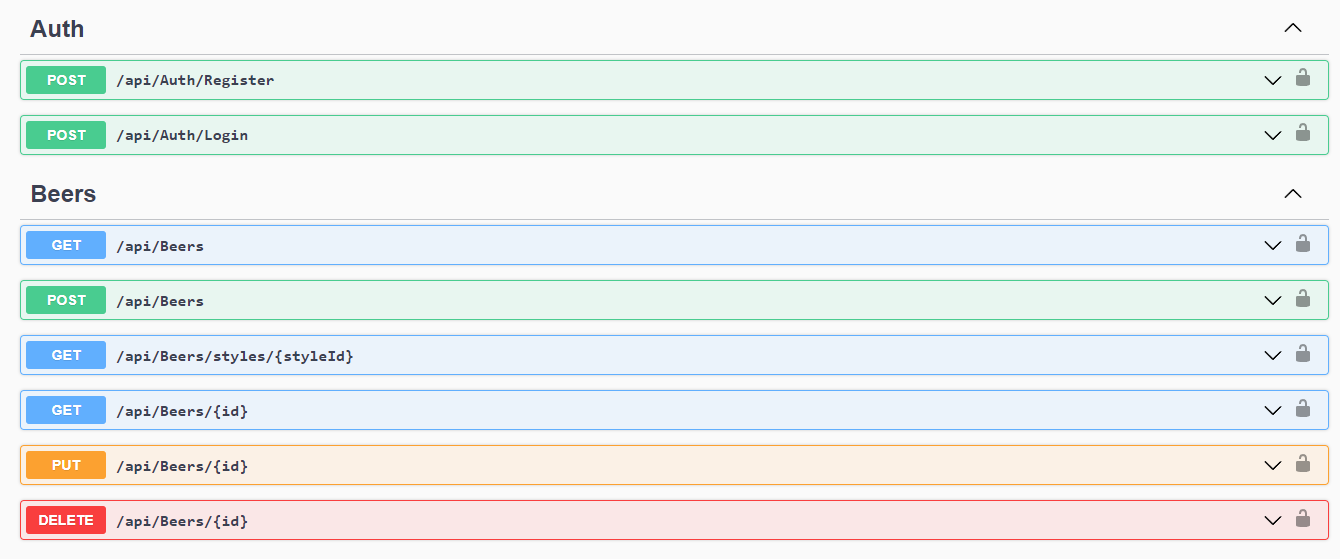 Auth
POST /api/Auth/Register
POST /api/Auth/Login
Beers
GET /api/Beers
POST /api/Beers
GET /api/Beers/styles/{styleId}
GET /api/Beers/{id}
PUT /api/Beers/{id}
DELETE /api/Beers/{id}